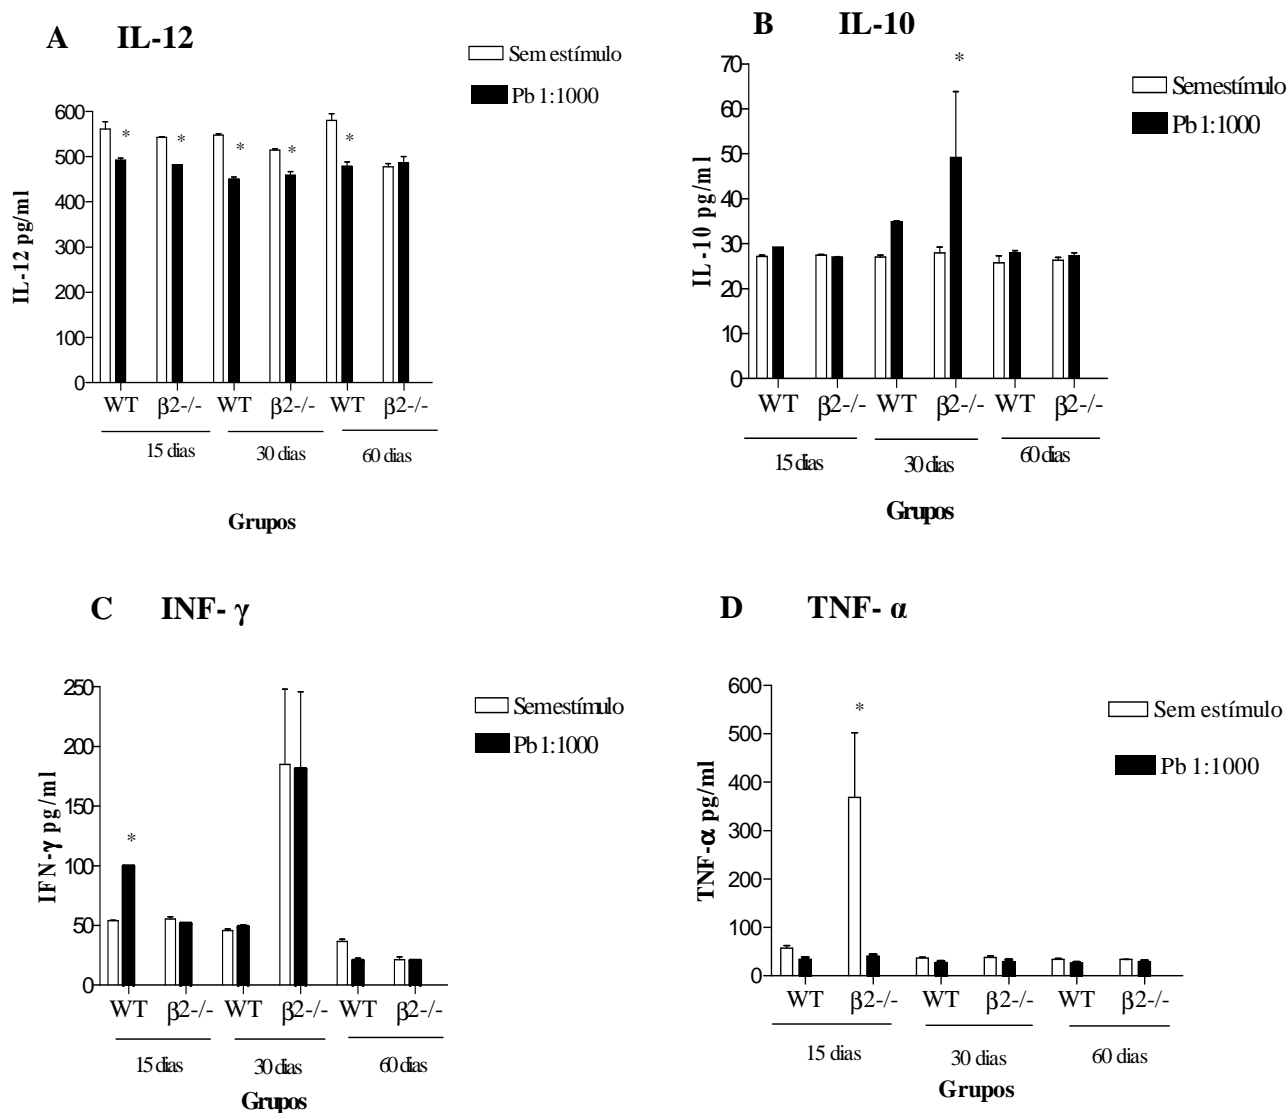 A IL-12
Sem estímulo
Pb 1:1000
IL-12 pg/ml
600
500
400
300
200
100
0
WT β2-/- WT β2-/- WT β2-/-
15 dias 30 dias 60 dias
Grupos
B IL-10
Sem estímulo
Pb 1:1000
IL-10 pg/ml
70
60
50
40
30
20
10
0
*
WT β2-/- WT β2-/- WT β2-/-
15 dias 30 dias 60 dias
Grupos
C INF- γ
Sem estímulo
Pb 1:1000
IFN-γ pg/ml
250
200
150
100
50
0
*
WT β2-/- WT β2-/- WT β2-/-
15 dias 30 dias 60 dias
Grupos
D TNF- α
Sem estímulo
Pb 1:1000
TNF-α pg/ml
600
500
400
300
200
100
0
*
WT β2-/- WT β2-/- WT β2-/-
15 dias 30 dias 60 dias
Grupos